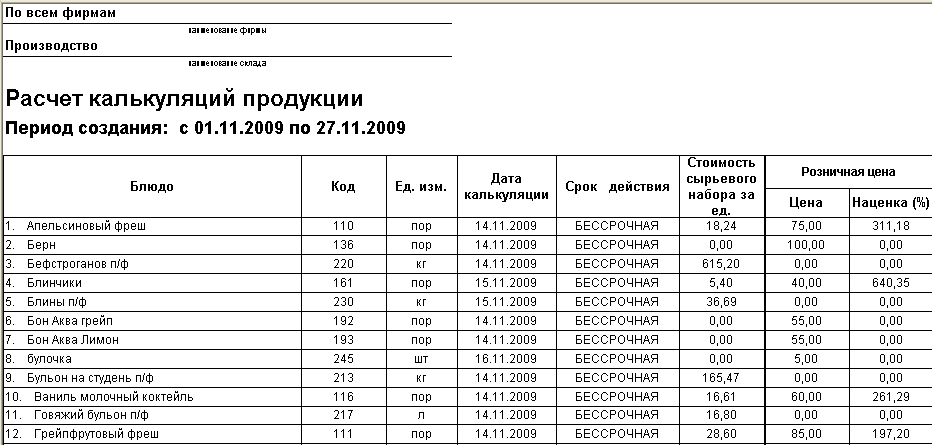 По всем фирмам
наименование фирмы
Производство
наименование склада
Расчет калькуляций продукции
Период создания: с 01.11.2009 по 27.11.2009
Блюдо Код Ед. изм. Дата калькуляции Срок действия Стоимость сырьевого набора за ед. Розничная цена
Цена Наценка (%)
1. Апельсиновый фреш 110 пор 14.11.2009 БЕССРОЧНАЯ 18,24 75,00 311,18
2. Берн 136 пор 14.11.2009 БЕССРОЧНАЯ 0,00 100,00 0,00
3. Бефстроганов п/ф 220 кг 14.11.2009 БЕССРОЧНАЯ 615,20 0,00 0,00
4. Блинчики 161 пор 15.11.2009 БЕССРОЧНАЯ 5,40 40,00 640,35
5. Блины п/ф 230 кг 15.11.2009 БЕССРОЧНАЯ 36,69 0,00 0,00
6. Бон Аква грейп 192 пор 14.11.2009 БЕССРОЧНАЯ 0,00 55,00 0,00
7. Бон Аква Лимон 193 пор 14.11.2009 БЕССРОЧНАЯ 0,00 55,00 0,00
8. булочка 245 шт 16.11.2009 БЕССРОЧНАЯ 0,00 5,00 0,00
9. Бульон на студень п/ф 213 кг 14.11.2009 БЕССРОЧНАЯ 165,47 0,00 0,00
10. Ваниль молочный коктейль 116 пор 14.11.2009 БЕССРОЧНАЯ 16,61 60,00 261,29
11. Говяжий бульон п/ф 217 л 14.11.2009 БЕССРОЧНАЯ 16,80 0,00 0,00
12. Грейпфрутовый фреш 111 пор 14.11.2009 БЕССРОЧНАЯ 28,60 85,00 197,20